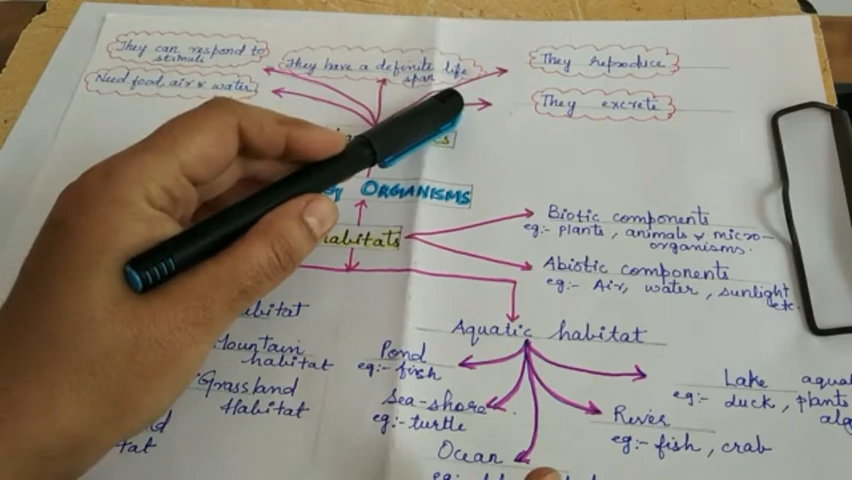 They can respond to
stimuli
They have a definite life
span
They reproduce
Need food, air & water
They excrete
ORGANISMS
habitats
Biotic components
eg:- plants, animals & micro-
organisms.
Abiotic components
eg:- Air, water, sunlight
etc.
Aquatic habitat
Mountain
habitat
Grassland
Habitat
Pond
eg:- fish
Sea-shore
eg:- turtle
Ocean
River
eg:- fish, crab
Lake
eg:- duck, plants